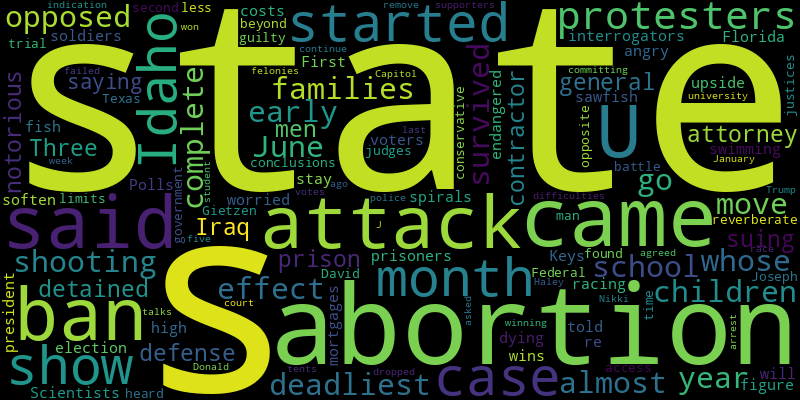 indication second less costs beyond guilty
opposed started protesters
soldiers trial saying Texas failed
Idaho won felonies families First continue Capitol remove supporters
interrogators Florida angry
state
general committing sawfish upside justices
notorious complete early men June Three fish
conclusions stay voters judges last
conservative survived endangered contractor opposite U university
attorney swimming January battle
soften limits Polls week government student worried votes ago police spirals difficulties go move Trump
said Gietzen five Iraq attack J came man reverberate
suing whose race
shooting prison prisoners David Keys found agreed school Joseph
detained effect month Federal Haley racing Nikki children time
president ban talks S court mortgages abortion
high election defense asked winning told re dying wins arrest
show Donald tents dropped case access will
Scientists heard deadliest almost year figure